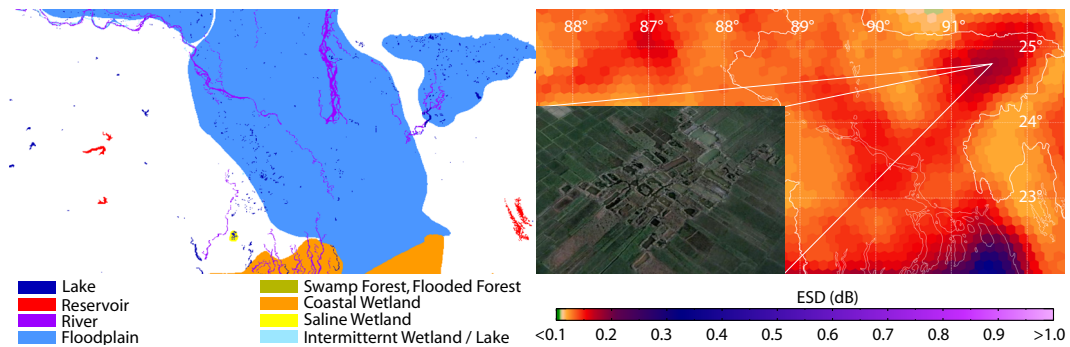 88° 87° 89° 90° 91°
25°
24°
23°
Lake
Reservoir
River
Floodplain
Swamp Forest, Flooded Forest
Coastal Wetland
Saline Wetland
Intermitternt Wetland / Lake
ESD (dB)
<0.1 0.2 0.3 0.4 0.5 0.6 0.7 0.8 0.9 >1.0